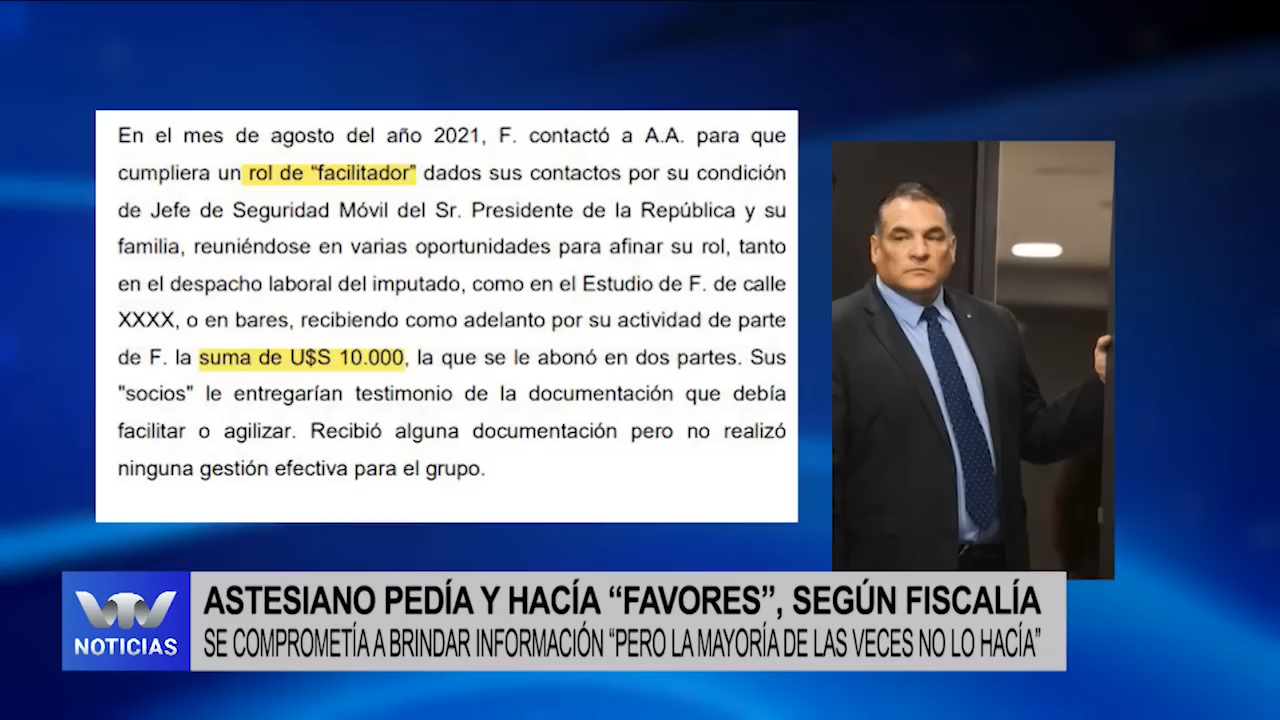 En el mes de agosto del año 2021, F. contactó a A.A. para que
cumpliera un rol de “facilitador” dados sus contactos por su condición
de Jefe de Seguridad Móvil del Sr. Presidente de la República y su
familia, reuniéndose en varias oportunidades para afinar su rol, tanto
en el despacho laboral del imputado, como en el Estudio de F. de calle
XXXX, o en bares, recibiendo como adelanto por su actividad de parte
de F. la suma de U$S 10.000, la que se le abonó en dos partes. Sus
"socios" le entregarían testimonio de la documentación que debía
facilitar o agilizar. Recibió alguna documentación pero no realizó
ninguna gestión efectiva para el grupo.
VTV
NOTICIAS
ASTESIANO PEDÍA Y HACÍA “FAVORES”, SEGÚN FISCALÍA
SE COMPROMETÍA A BRINDAR INFORMACIÓN “PERO LA MAYORÍA DE LAS VECES NO LO HACÍA”